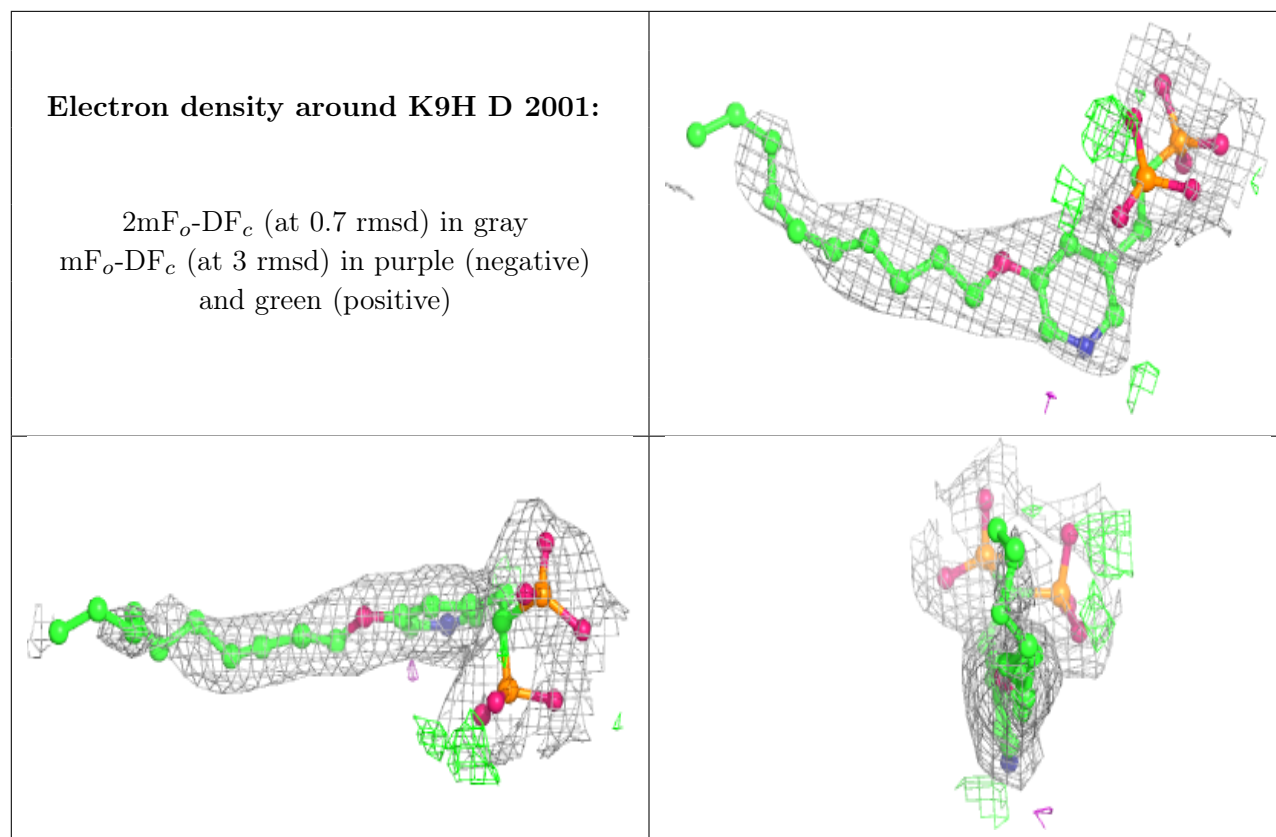 Electron density around K9H D 2001:
2mFo-DFc (at 0.7 rmsd) in gray
mFo-DFc (at 3 rmsd) in purple (negative)
and green (positive)